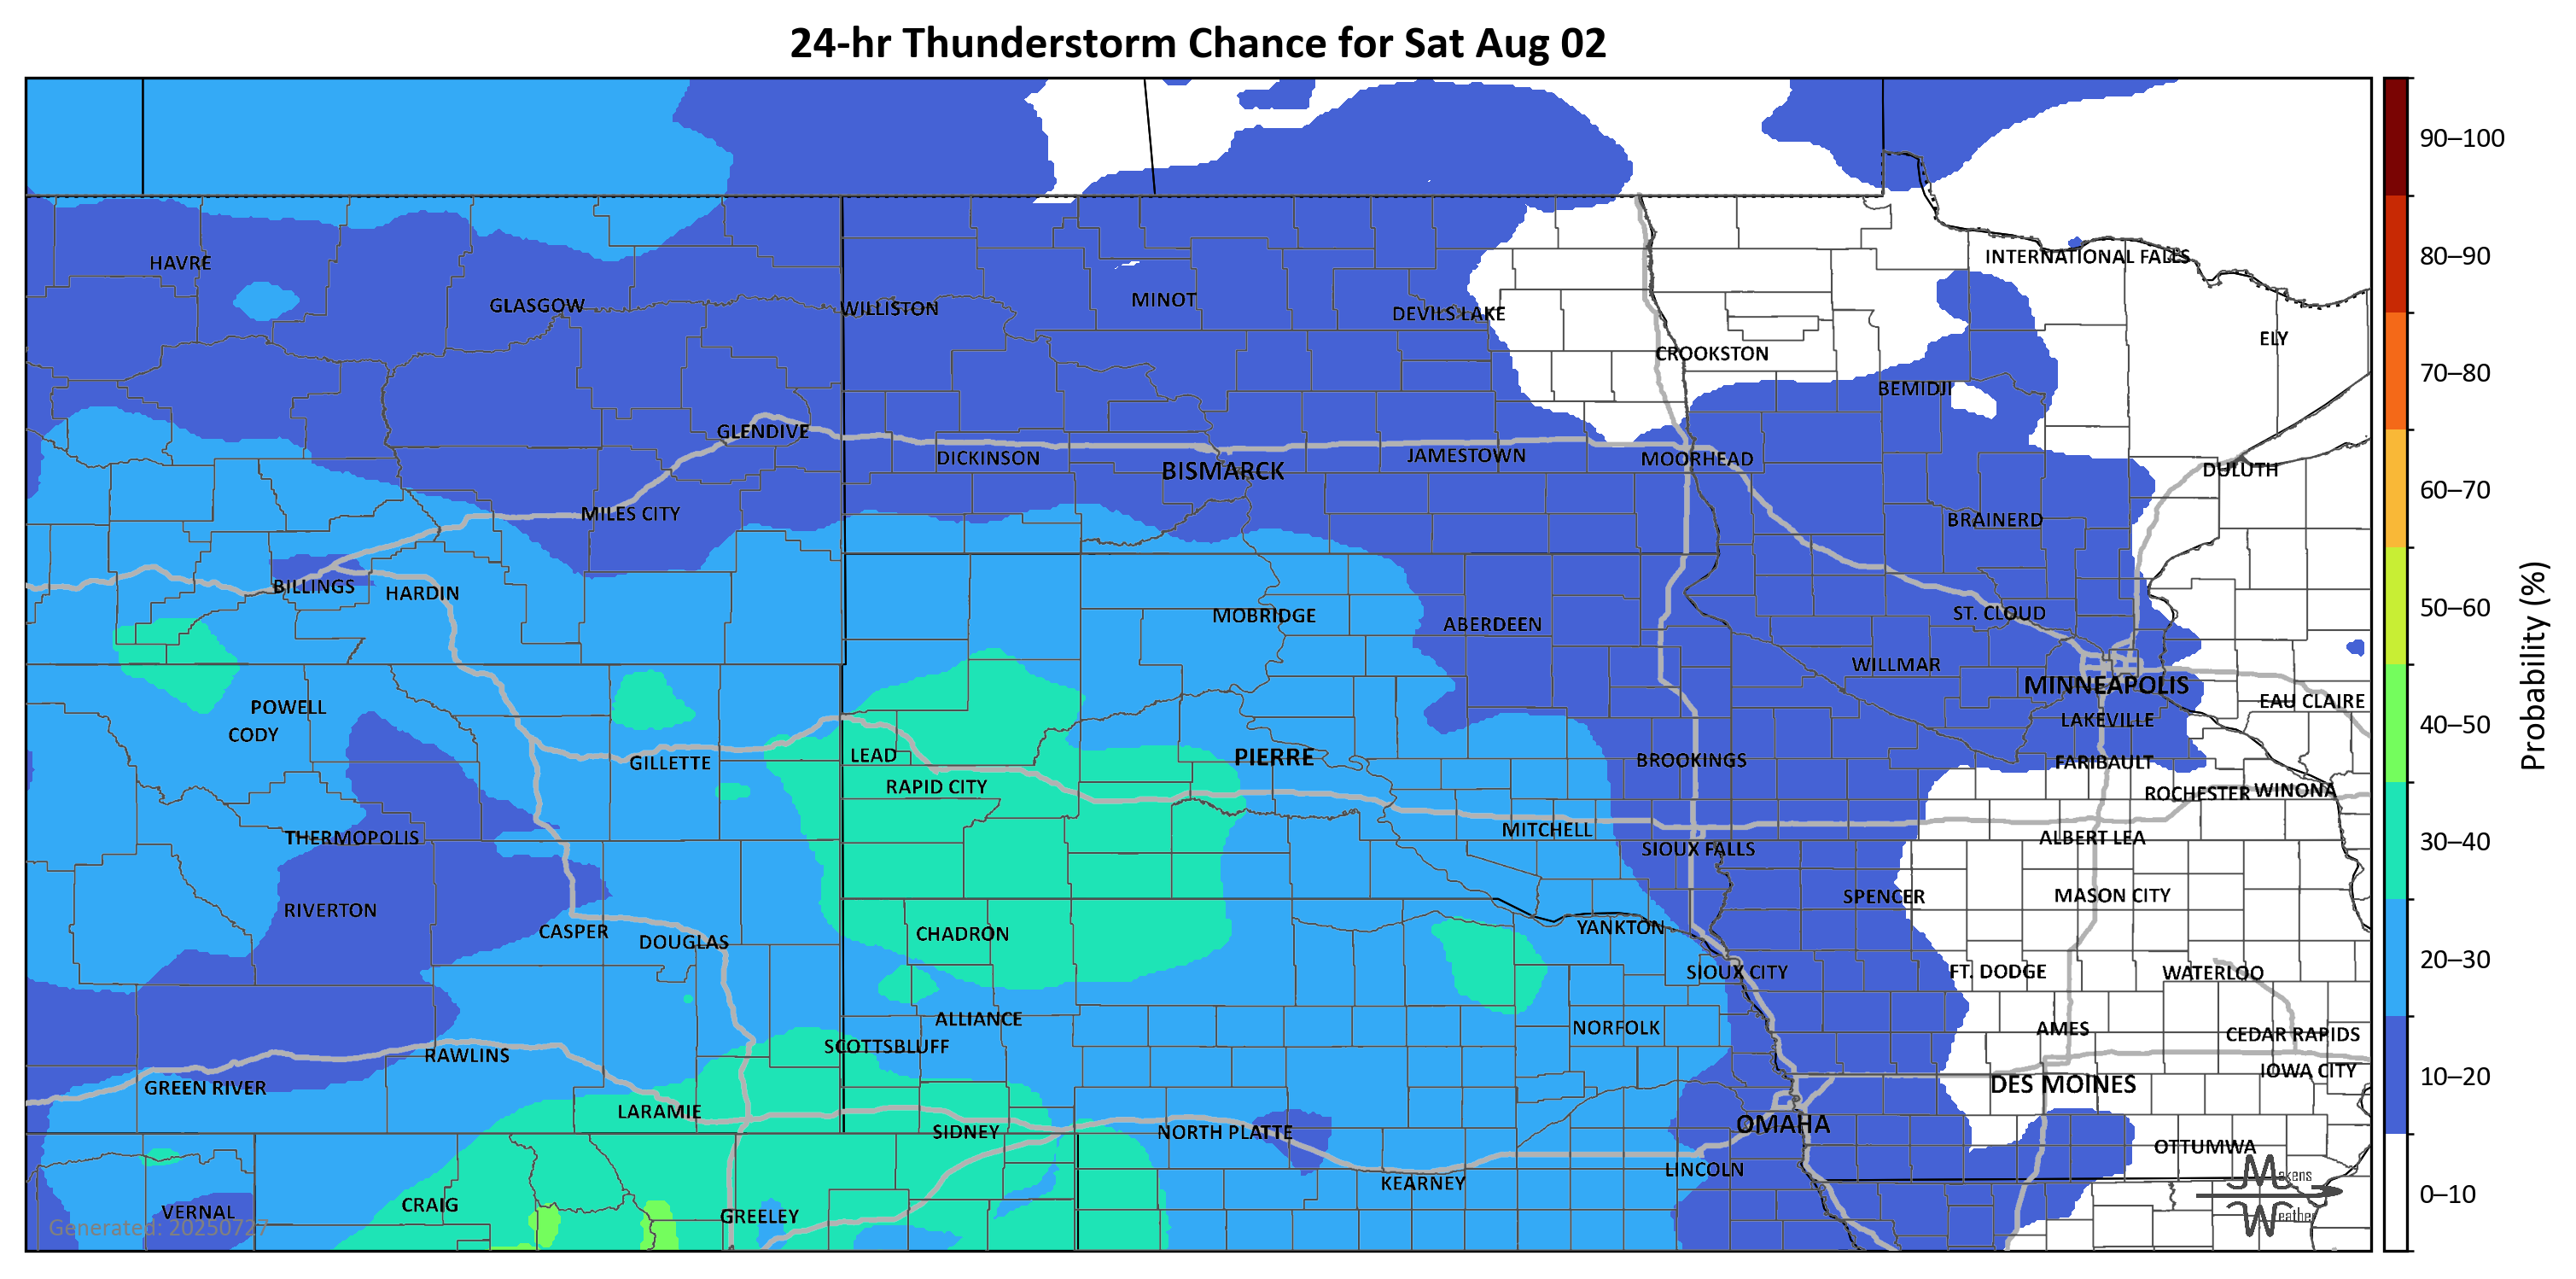 24-hr Thunderstorm Chance for Sat Aug 02
90–100
80–90
70–80
60–70
50–60
40–50
30–40
20–30
10–20
0–10
Probability (%)
HAVRE
GLASGOW
WILLISTON
MINOT
DEVILS LAKE
INTERNATIONAL FALLS
ELY
CROOKSTON
BEMIDJI
GLENDIVE
DICKINSON
BISMARCK
JAMESTOWN
MOORHEAD
DULUTH
MILES CITY
BRAINERD
BILLINGS
HARDIN
MOBRIDGE
ABERDEEN
ST. CLOUD
WILLMAR
MINNEAPOLIS
POWELL
CODY
EAU CLAIRE
LAKEVILLE
GILLETTE
LEAD
PIERRE
BROOKINGS
FARIBAULT
RAPID CITY
ROCHESTER
WINONA
THERMOPOLIS
MITCHELL
ALBERT LEA
SIOUX FALLS
RIVERTON
SPENCER
MASON CITY
CASPER
DOUGLAS
CHADRON
YANKTON
SIOUX CITY
FT. DODGE
WATERLOO
ALLIANCE
NORFOLK
AMES
CEDAR RAPIDS
RAWLINS
SCOTTSBLUFF
GREEN RIVER
IOWA CITY
DES MOINES
LARAMIE
SIDNEY
NORTH PLATTE
OMAHA
OTTUMWA
LINCOLN
KEARNEY
CRAIG
VERNAL
GREELEY
Generated: 20250727
Makens
Weather